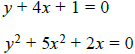 y + 4x + 1 = 0
y² + 5x² + 2x = 0